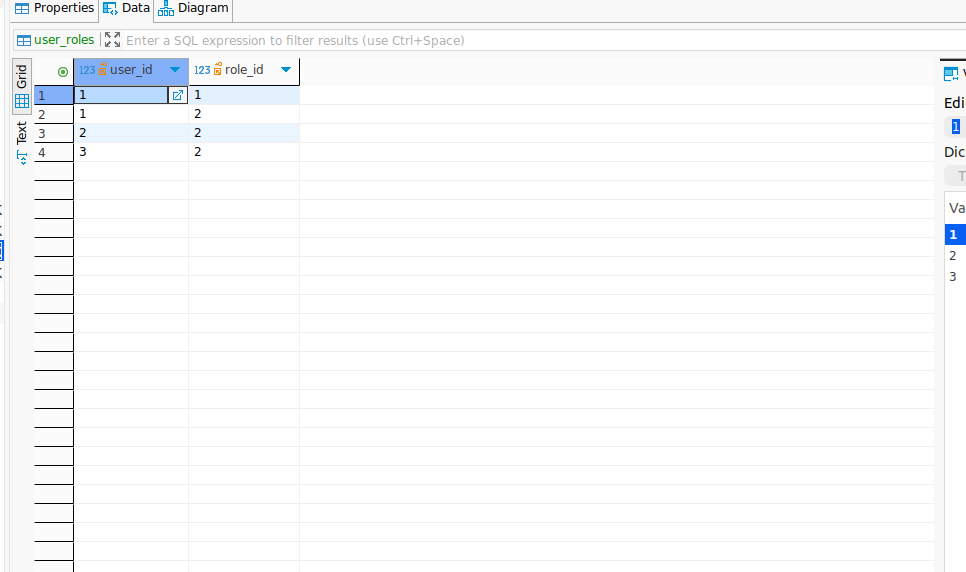 Properties Data Diagram
user_roles Enter a SQL expression to filter results (use Ctrl+Space)
Grid
Text
123 user_id 123 role_id
1 1 1
2 1 2
3 2 2
4 3 2
Edi
1
Dic
T
Va
1
2
3